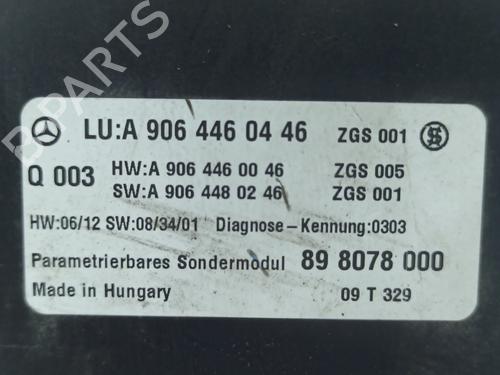 LU:A 906 446 04 46 ZGS 001
Q 003 HW:A 906 446 00 46 ZGS 005
SW:A 906 448 02 46 ZGS 001
HW:06/12 SW:08/34/01 Diagnose-Kennung:0303
Parametrierbares Sondermodul 89 8078 000
Made in Hungary 09 T 329
B-PARTS